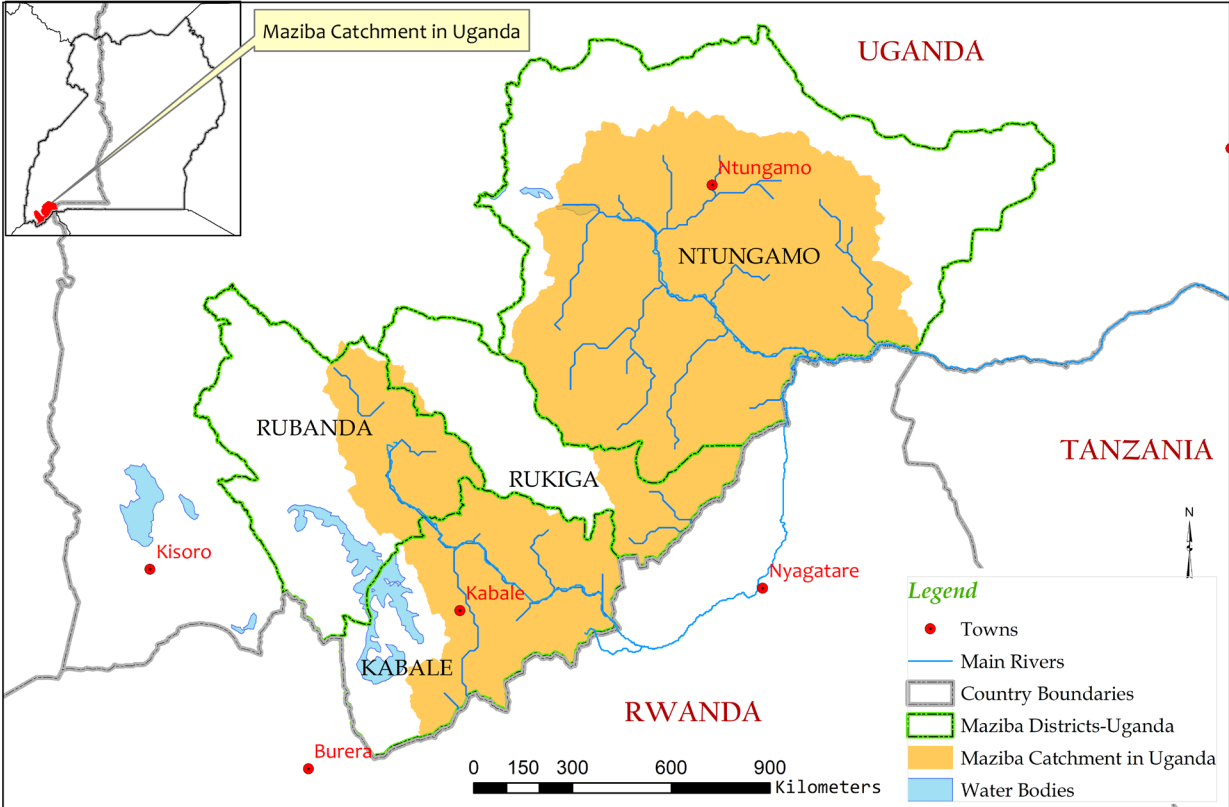 Maziba Catchment in Uganda
UGANDA
Ntungamo
NTUNGAMO
RUBANDA
RUKIGA
TANZANIA
N
Kisoro
Kabale
Nyagatare
KABALE
RWANDA
Burera
Legend
Towns
Main Rivers
Country Boundaries
Maziba Districts-Uganda
Maziba Catchment in Uganda
Water Bodies
0 150 300 600 900
Kilometers